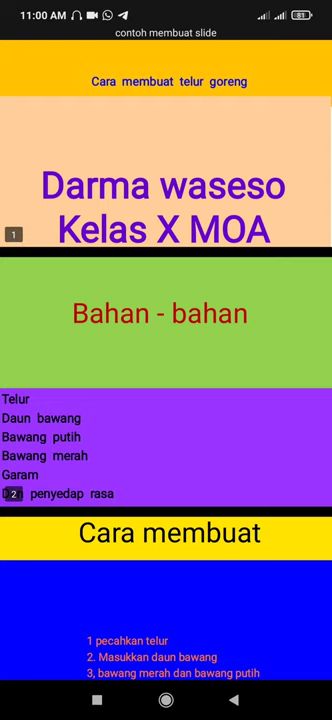 11:00 AM
81
contoh membuat slide
Cara membuat telur goreng
Darma waseso
Kelas X MOA
1
Bahan - bahan
Telur
Daun bawang
Bawang putih
Bawang merah
Garam
2 penyedap rasa
Cara membuat
1 pecahkan telur
2. Masukkan daun bawang
3, bawang merah dan bawang putih